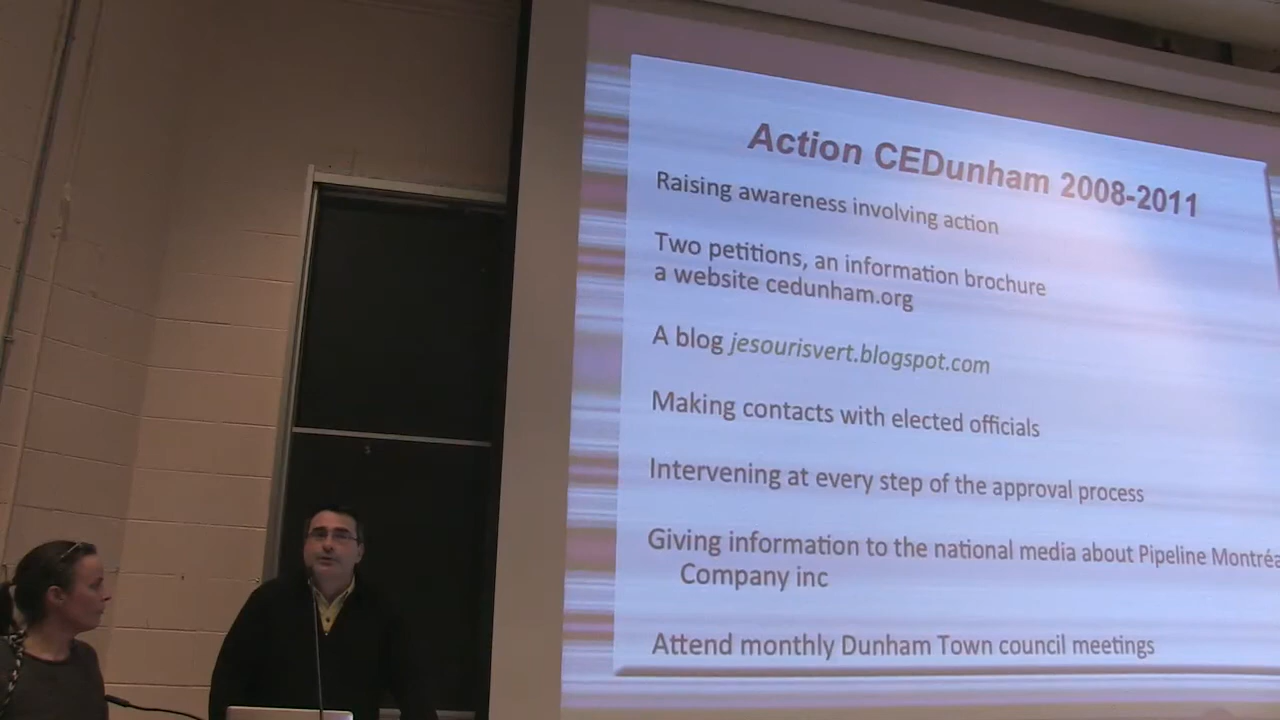 Action CEDunham 2008-2011
Raising awareness involving action
Two petitions, an information brochure
a website cedunham.org
A blog jesourisvert.blogspot.com
Making contacts with elected officials
Intervening at every step of the approval process
Giving information to the national media about Pipeline Montréa
Company inc
Attend monthly Dunham Town council meetings